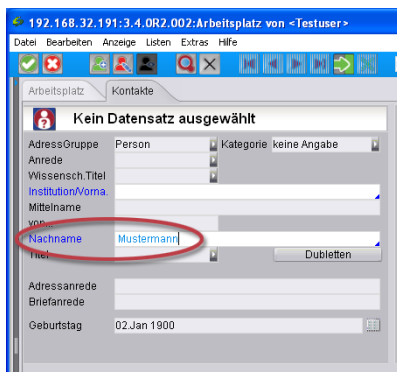 192.168.32.191:3.4.0R2.002:Arbeitsplatz von <Testuser>
Datei Bearbeiten Anzeige Listen Extras Hilfe
Arbeitsplatz Kontakte
Kein Datensatz ausgewählt
AdressGruppe Person Kategorie keine Angabe
Anrede
Wissensch.Titel
Institution/Vorna.
Mittelname
von...
Nachname Mustermann
Titel Dubletten
Adressanrede
Briefanrede
Geburtstag 02.Jan 1900